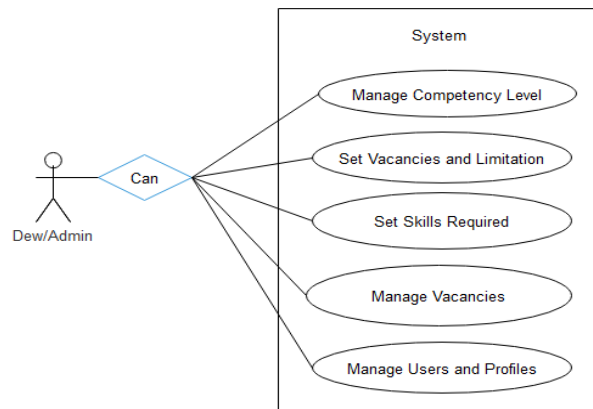 System
Manage Competency Level
Set Vacancies and Limitation
Can
Set Skills Required
Dew/Admin
Manage Vacancies
Manage Users and Profiles